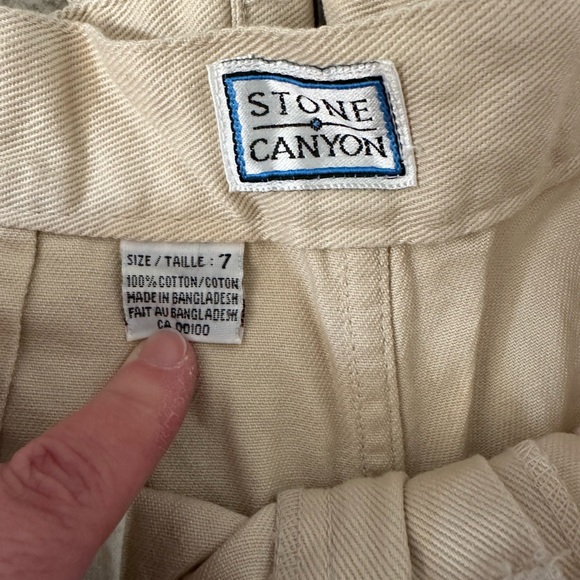 STONE
CANYON
SIZE / TAILLE : 7
100% COTTON/COTON
MADE IN BANGLADESH
FAIT AU BANGLADESH
CA 00100